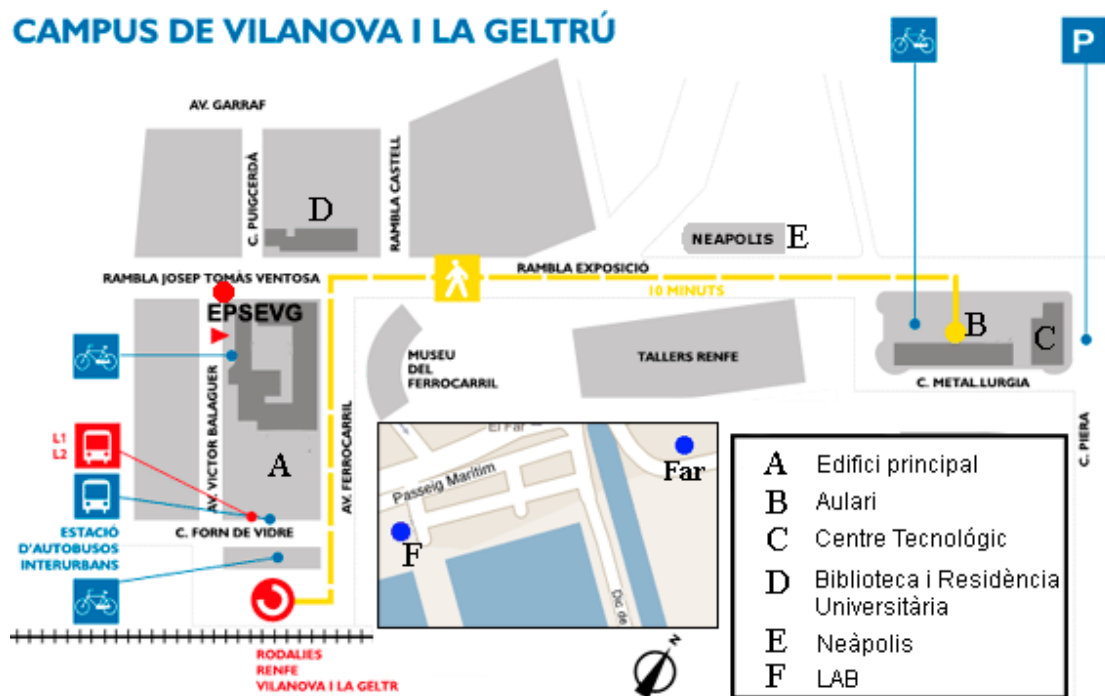 CAMPUS DE VILANOVA I LA GELTRÚ
P
AV. GARRAF
C. PUIGCERDÀ
D
RAMBLA CASTELL
NEAPOLIS E
RAMBLA JOSEP TOMÀS VENTOSA
RAMBLA EXPOSICIÓ
10 MINUTS
EPSEVG
B
C
MUSEU
DEL
FERROCARRIL
TALLERS RENFE
C. METAL.LURGIA
C. PIERA
AV. VICTOR BALAGUER
A
AV. FERROCARRIL
L1
L2
ESTACIÓ
D'AUTOBUSOS
INTERURBANS
C. FORN DE VIDRE
El Far
Passeig Marítim
Far
F
Dic de
N
RODALIES
RENFE
VILANOVA I LA GELTR
A Edifici principal
B Aulari
C Centre Tecnológic
D Biblioteca i Residència
Universitària
E Neàpolis
F LAB